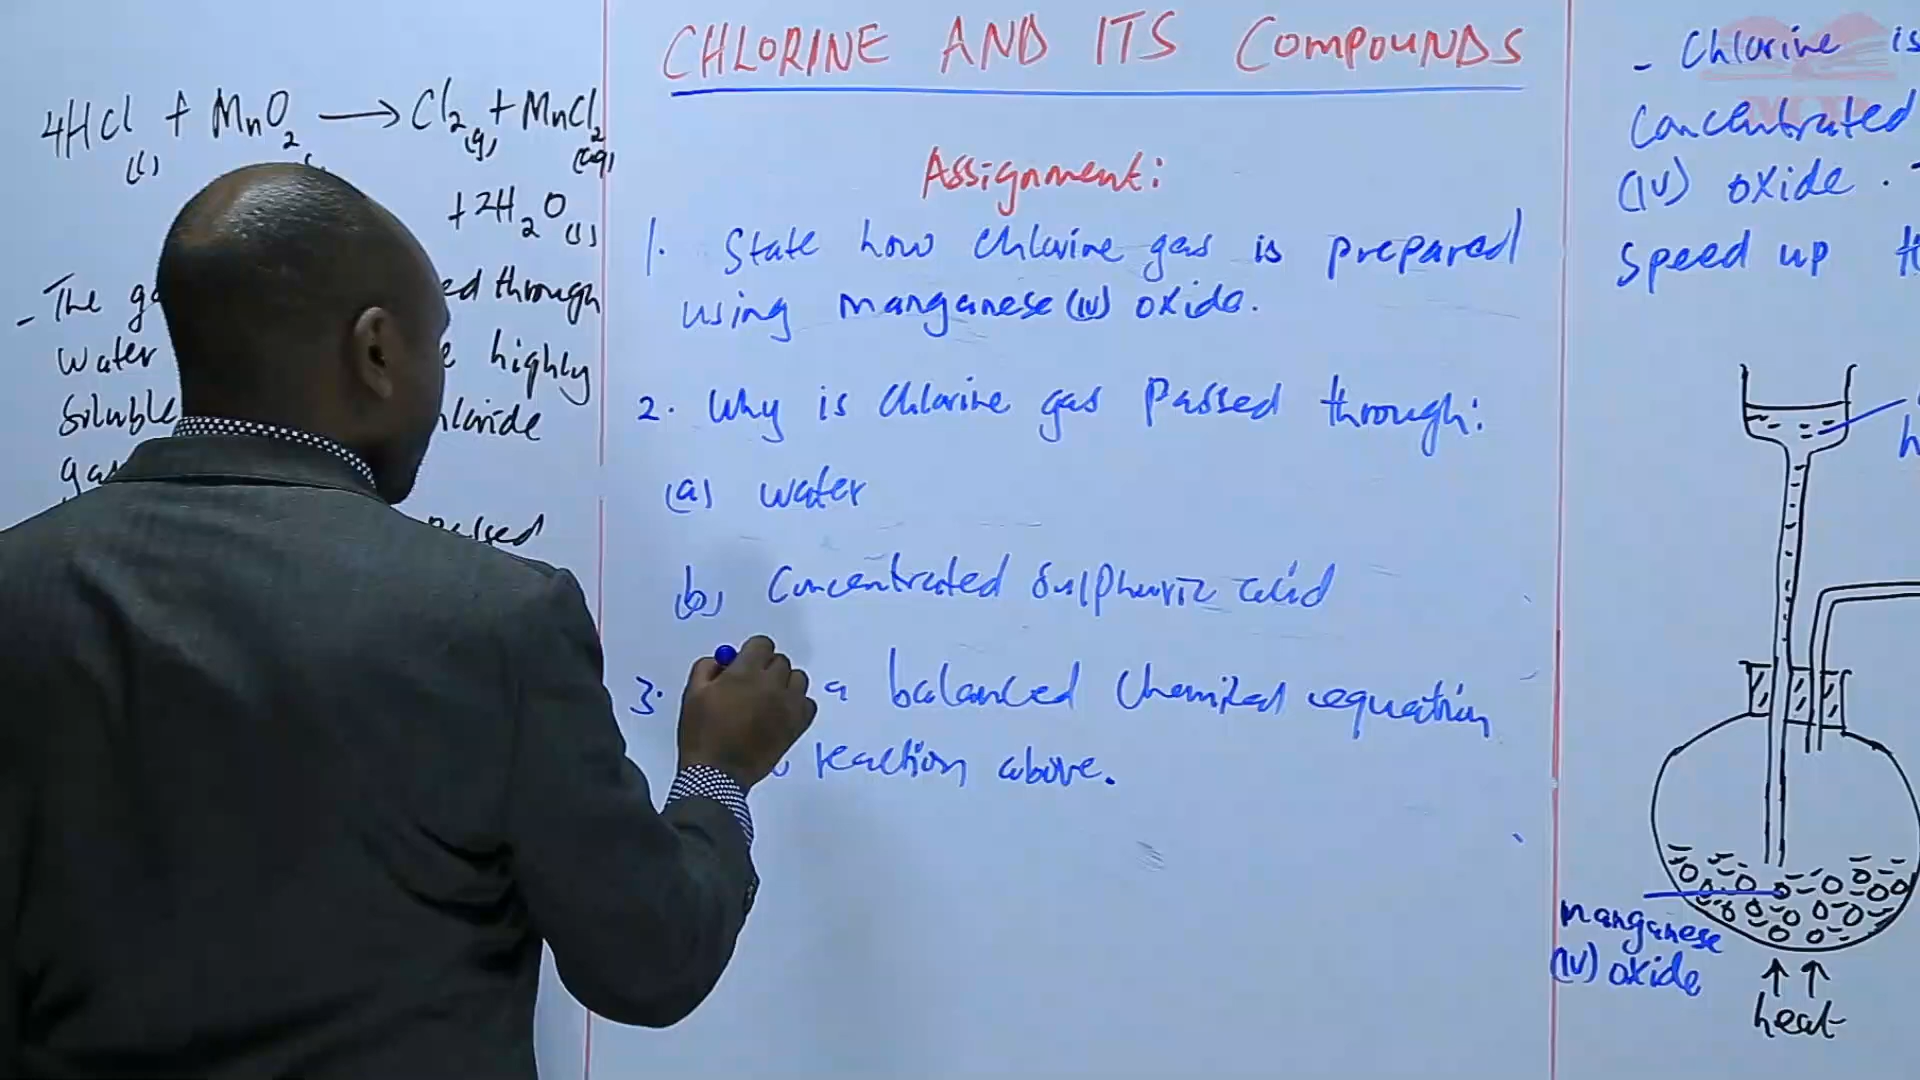 CHLORINE AND ITS COMPOUNDS
4HCl(l) + MnO2 → Cl2(g) + MnCl2(aq)
+ 2H2O(l)
- The ed through
water highly
soluble
gas
passed
Assignment:
1. State how chlorine gas is prepared
using manganese (IV) oxide.
2. Why is chlorine gas passed through:
(a) water
(b) Concentrated sulphuric acid
3. a balanced chemical equation
reaction above.
- Chlorine is
Concentrated
(IV) oxide.
speed up
manganese
(IV) oxide
heat